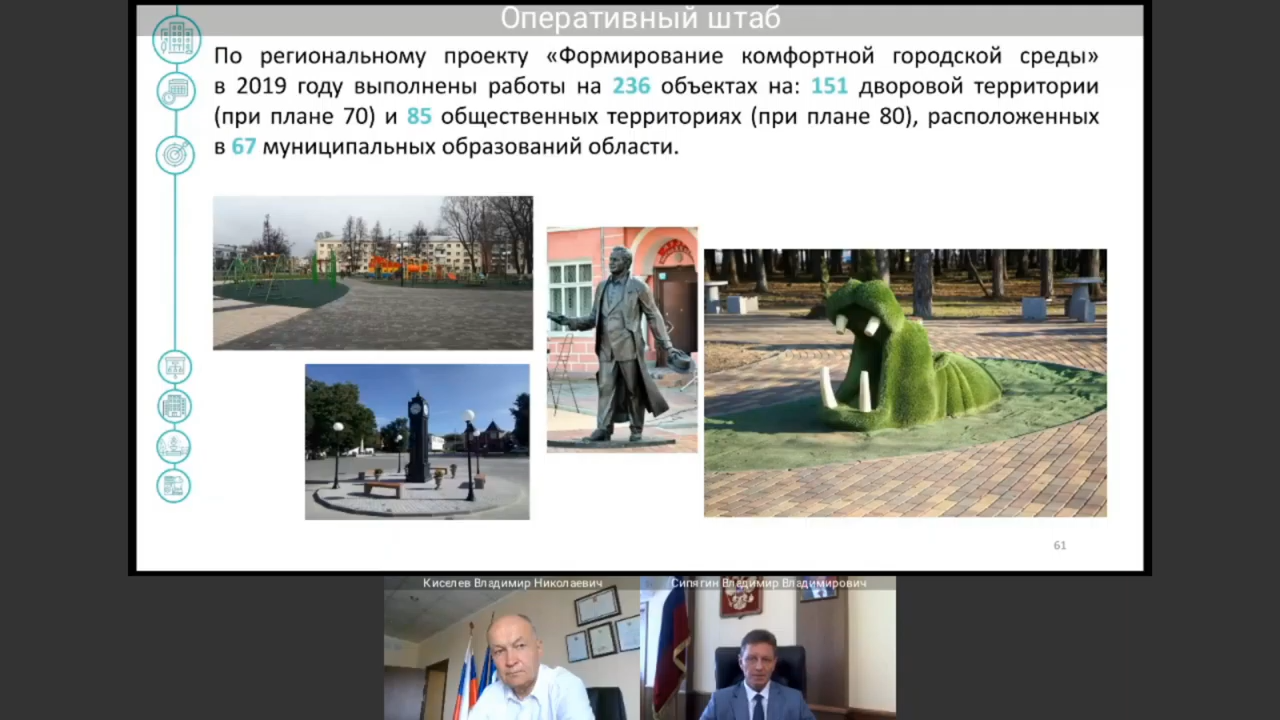 Оперативный штаб
По региональному проекту «Формирование комфортной городской среды»
в 2019 году выполнены работы на 236 объектах на: 151 дворовой территории
(при плане 70) и 85 общественных территориях (при плане 80), расположенных
в 67 муниципальных образований области.
61
Киселев Владимир Николаевич
Сипягин Владимир Владимирович